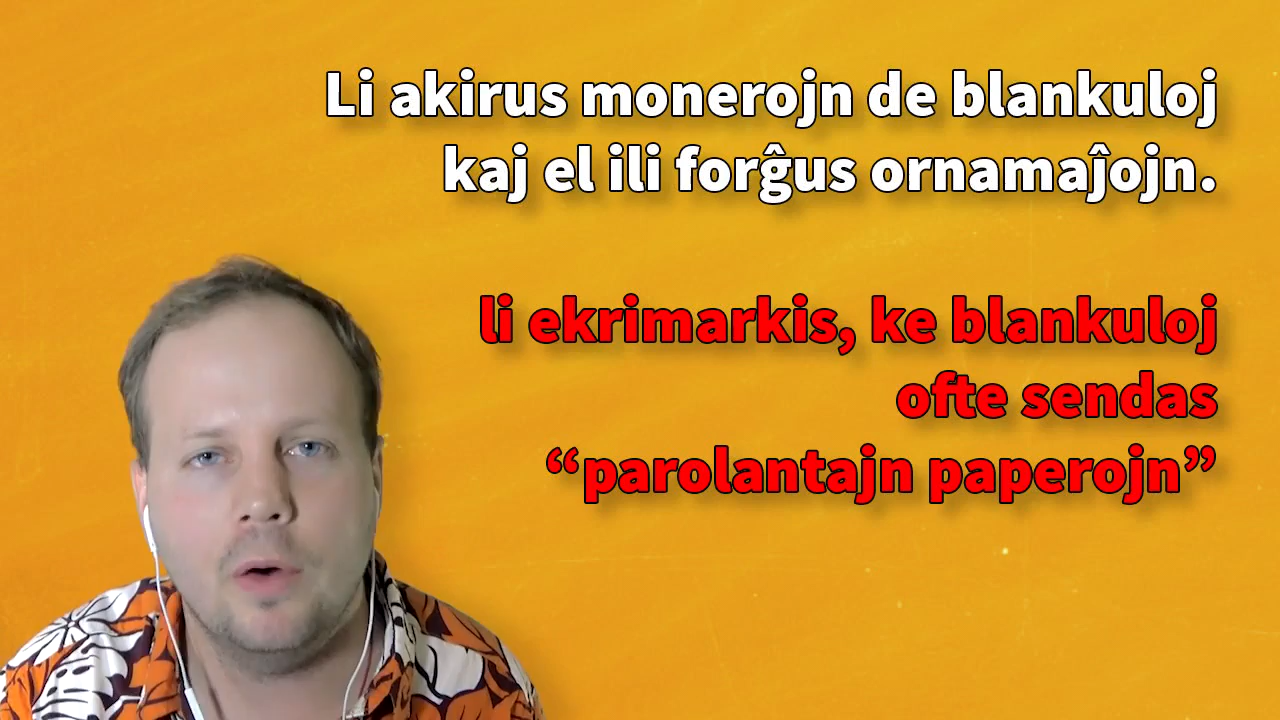 Li akirus monerojn de blankuloj
kaj el ili forĝus ornamaĵojn.
li ekrimarkis, ke blankuloj
ofte sendas
“parolantajn paperojn”